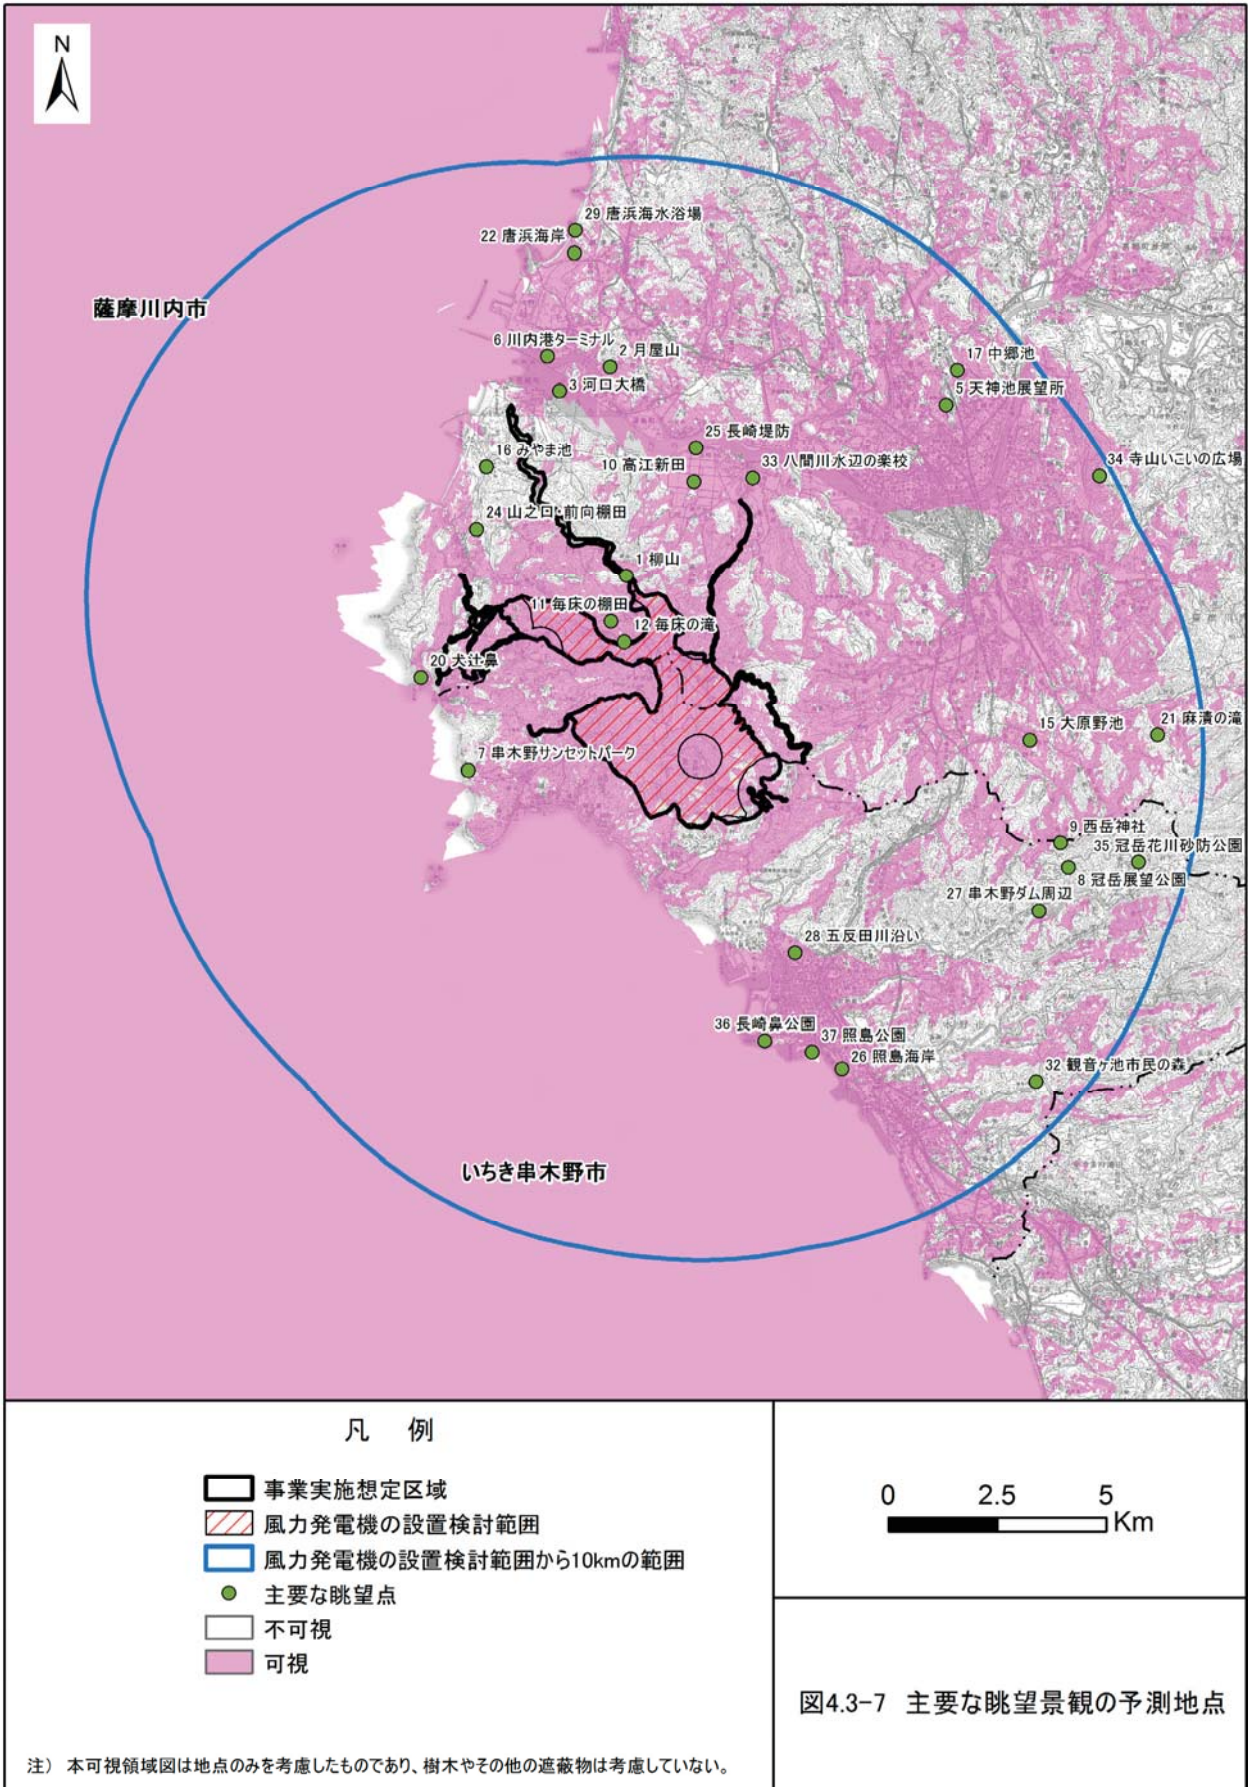 N
29 唐浜海水浴場
22 唐浜海岸
薩摩川内市
6 川内港ターミナル
2 月屋山
3 河口大橋
17 中郷池
5 天神池展望所
25 長崎堤防
16 みやま池
10 高江新田
33 八間川水辺の楽校
34 寺山いこいの広場
24 山之口・前向棚田
1 柳山
11 毎床の棚田
12 毎床の滝
20 犬辻鼻
15 大原野池
21 麻漬の滝
7 串木野サンセットパーク
9 西岳神社
35 冠岳花川砂防公園
8 冠岳展望公園
27 串木野ダム周辺
28 五反田川沿い
36 長崎鼻公園
37 照島公園
26 照島海岸
32 観音ヶ池市民の森
いちき串木野市
凡 例
事業実施想定区域
風力発電機の設置検討範囲
風力発電機の設置検討範囲から10kmの範囲
主要な眺望点
不可視
可視
注） 本可視領域図は地点のみを考慮したものであり、樹木やその他の遮蔽物は考慮していない。
0 2.5 5
Km
図4.3-7 主要な眺望景観の予測地点